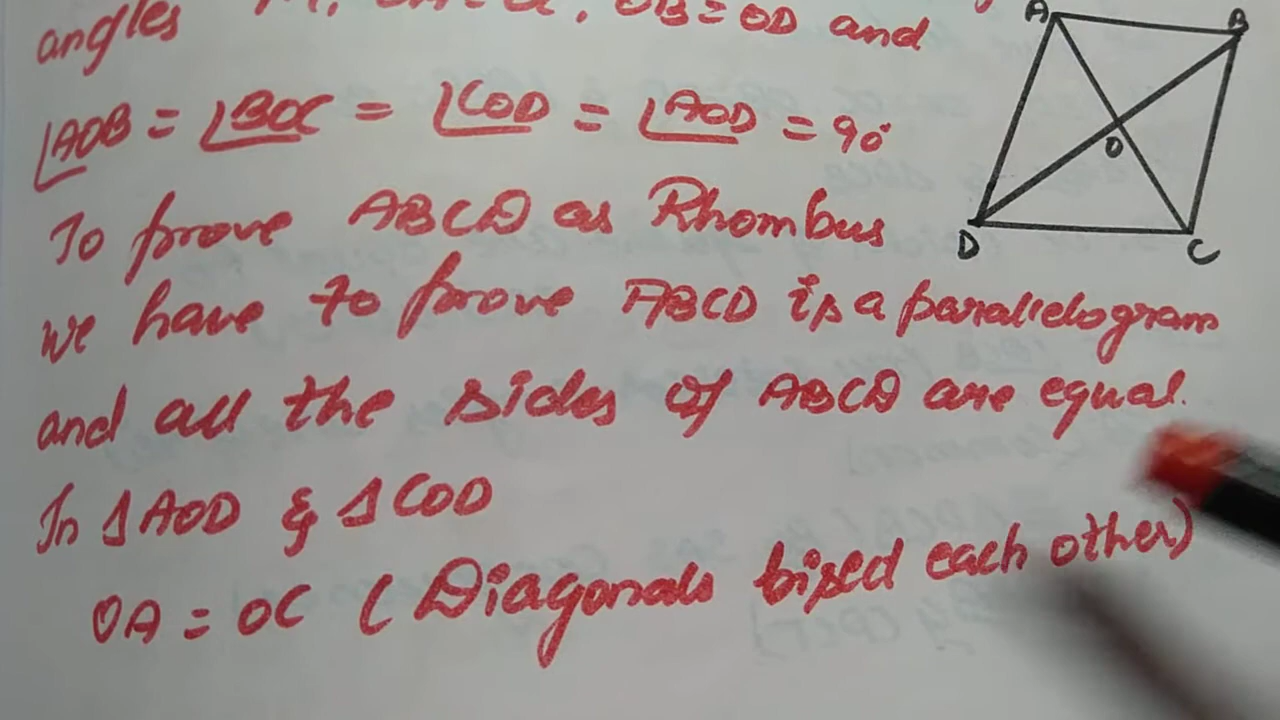 angles OA = OC, OB = OD and
∠AOB = ∠BOC = ∠COD = ∠AOD = 90°
To prove ABCD as Rhombus
we have to prove ABCD is a parallelogram
and all the sides of ABCD are equal.
In Δ AOD & Δ COD
OA = OC ( Diagonals bised each other)
A
B
O
D
C